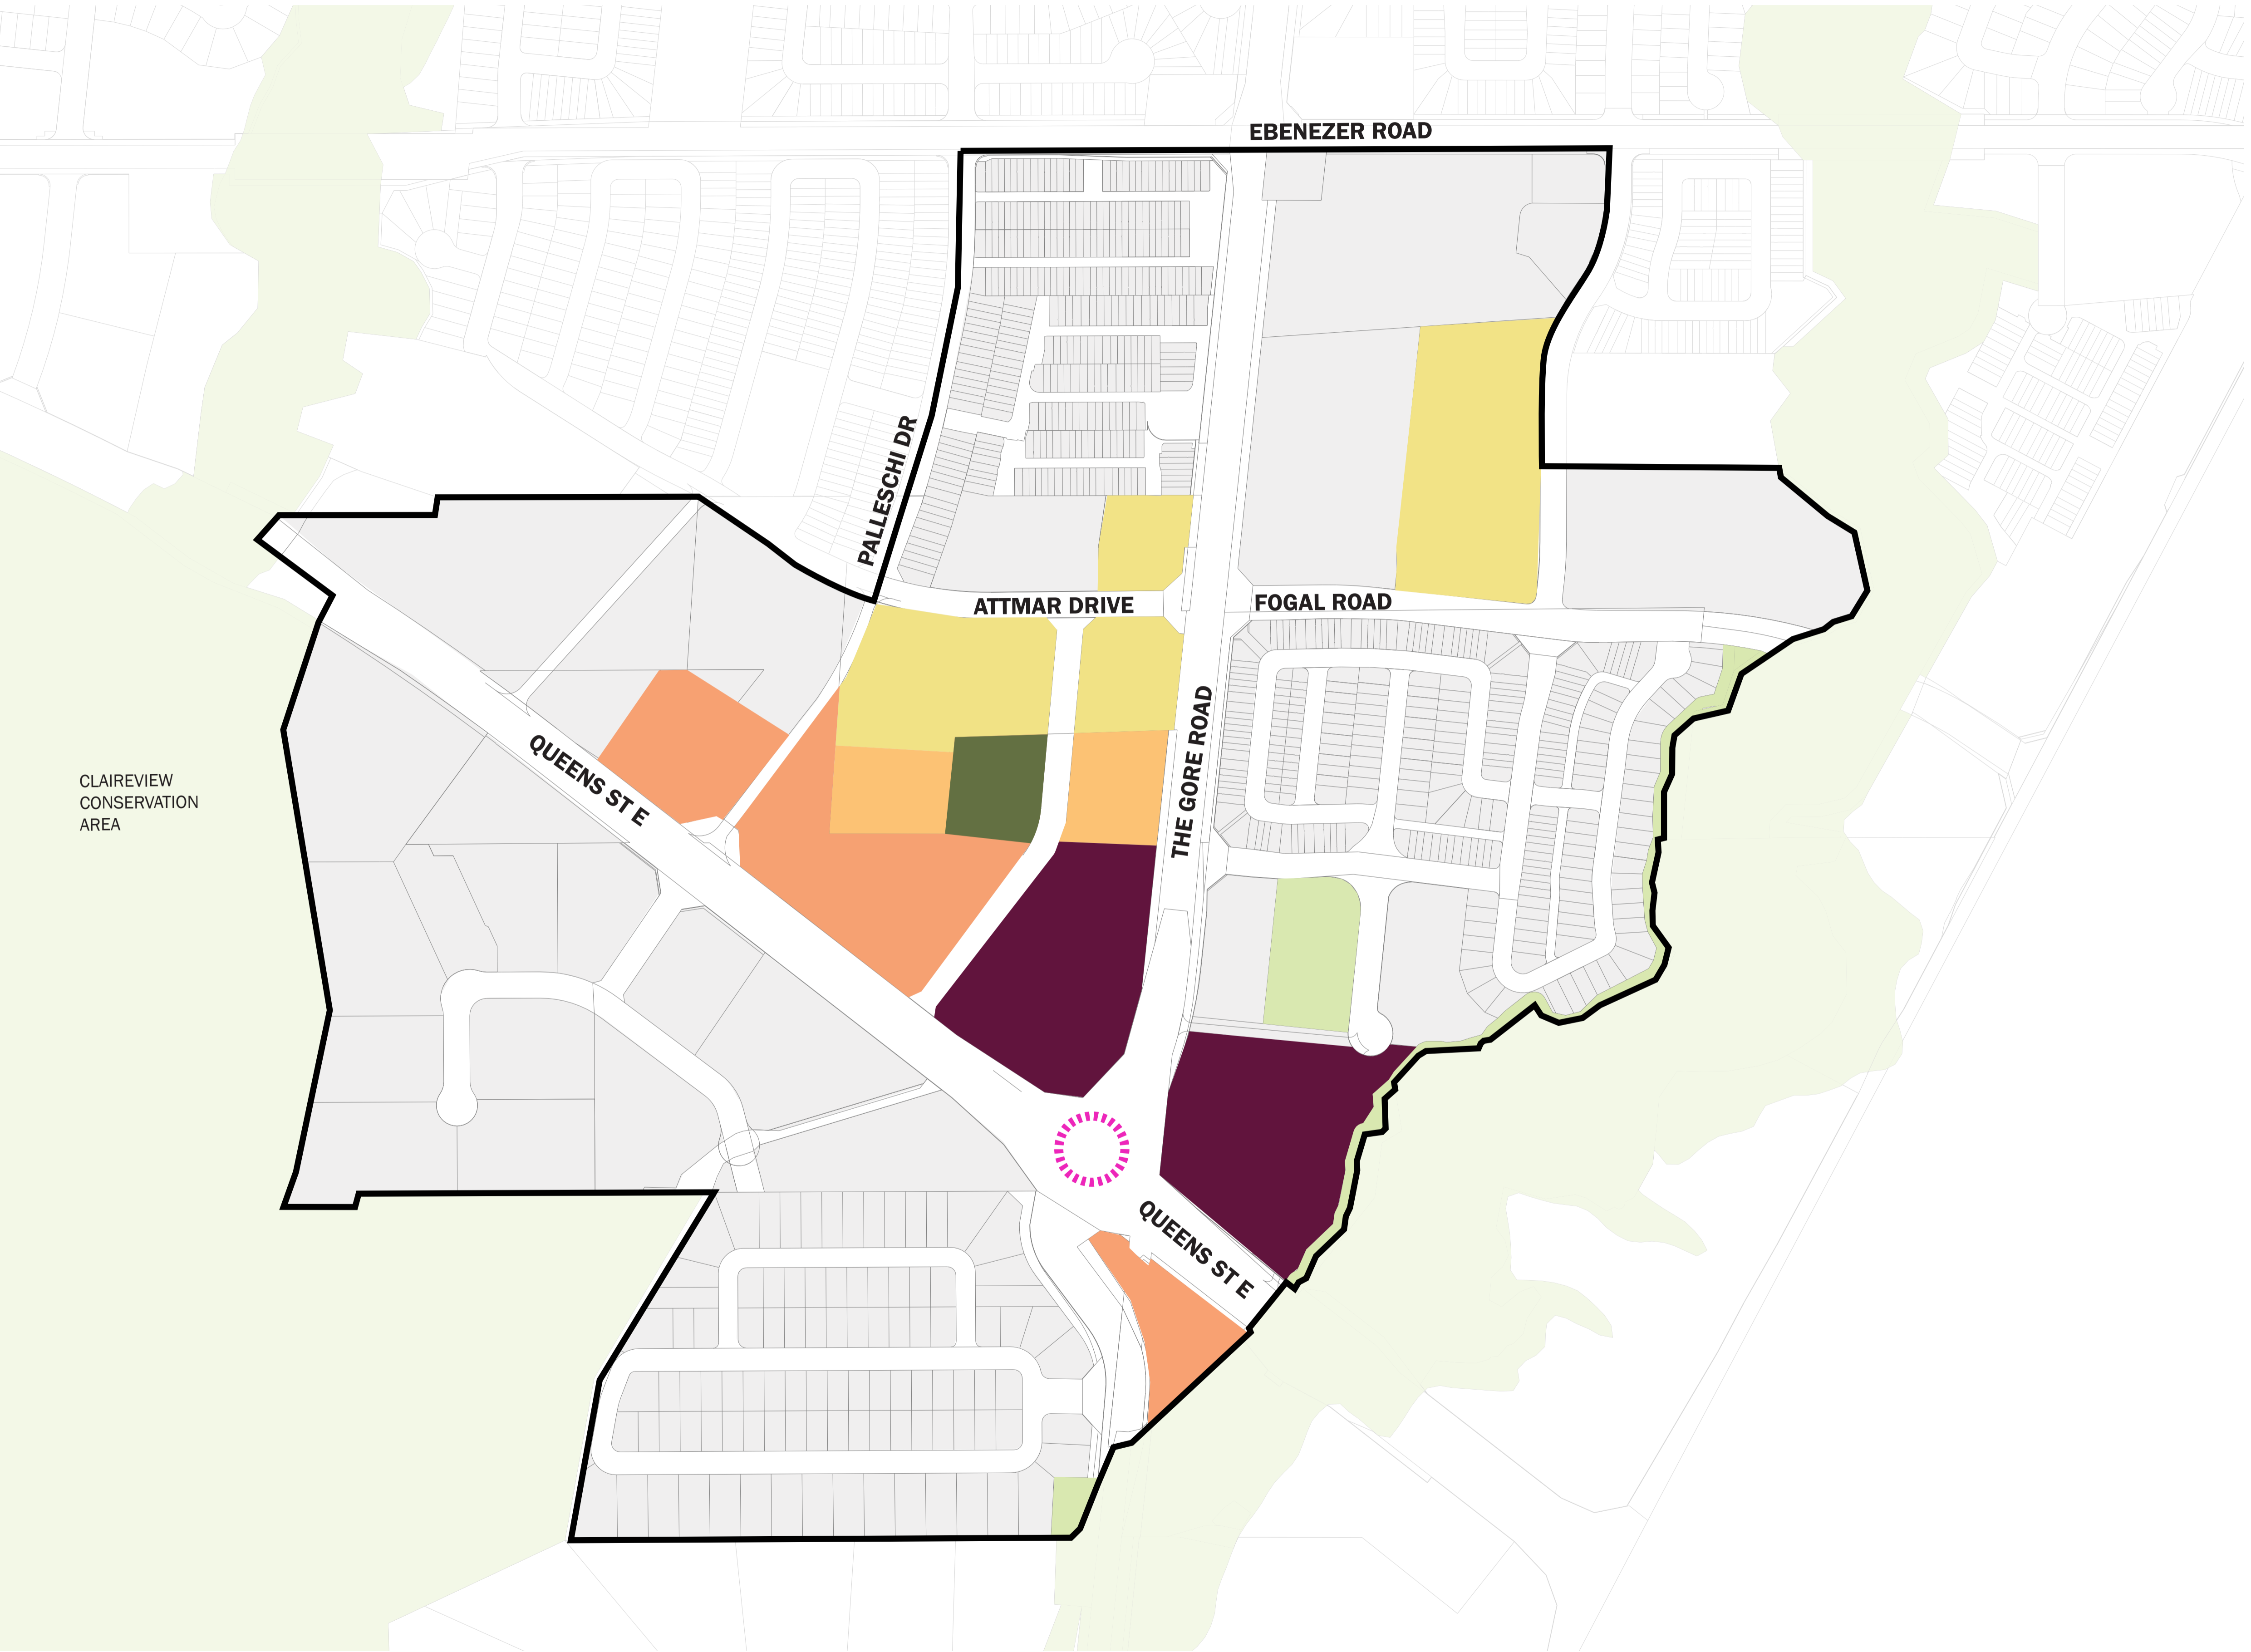 EBENEZER ROAD
PALLESCHI DR
ATTMAR DRIVE
FOGAL ROAD
QUEENS ST E
THE GORE ROAD
CLAIREVIEW
CONSERVATION
AREA
QUEENS ST E